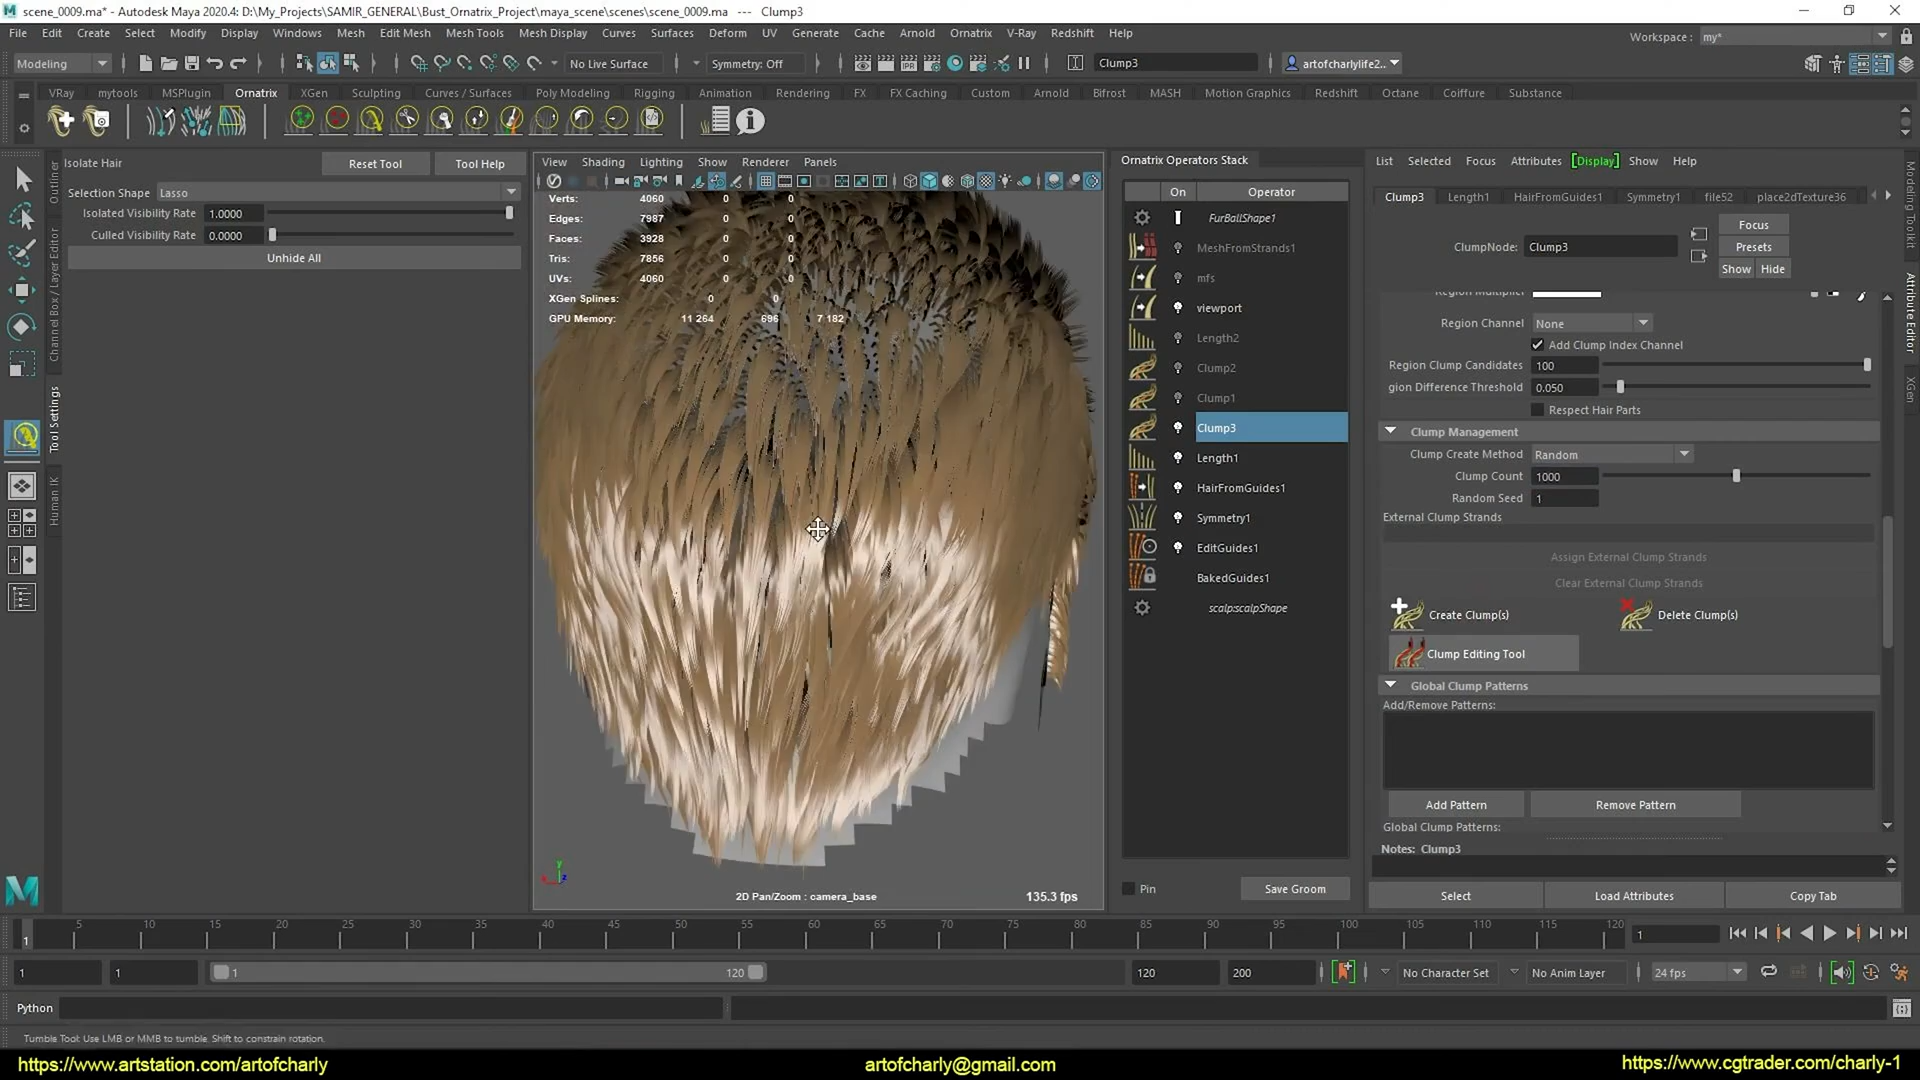 scene_0009.ma* - Autodesk Maya 2020.4: D:\My_Projects\SAMIR_GENERAL\Bust_Ornatrix_Project\maya_scene\scenes\scene_0009.ma   ---   Clump3
File Edit Create Select Modify Display Windows Mesh Edit Mesh Mesh Tools Mesh Display Curves Surfaces Deform UV Generate Cache Arnold Ornatrix V-Ray Redshift Help
Workspace : my*
Modeling No Live Surface Symmetry: Off Clump3 artofcharlylife2...
VRay mytools MSPlugin Ornatrix XGen Sculpting Curves / Surfaces Poly Modeling Rigging Animation Rendering FX FX Caching Custom Arnold Bifrost MASH Motion Graphics Redshift Octane Coiffure Substance
Isolate Hair Reset Tool Tool Help
Selection Shape Lasso
Isolated Visibility Rate 1.0000
Culled Visibility Rate 0.0000
Unhide All
Outliner
Channel Box / Layer Editor
Tool Settings
Human IK
View Shading Lighting Show Renderer Panels
Verts: 4060 0 0
Edges: 7987 0 0
Faces: 3928 0 0
Tris: 7856 0 0
UVs: 4060 0 0
XGen Splines: 0 0
GPU Memory: 11 264 696 7 182
y
2D Pan/Zoom : camera_base 135.3 fps
Ornatrix Operators Stack
On Operator
FurBallShape1
MeshFromStrands1
mfs
viewport
Length2
Clump2
Clump1
Clump3
Length1
HairFromGuides1
Symmetry1
EditGuides1
BakedGuides1
scalp:scalpShape
Pin Save Groom
List Selected Focus Attributes [Display] Show Help
Clump3 Length1 HairFromGuides1 Symmetry1 file52 place2dTexture36
Focus
ClumpNode: Clump3 Presets
Show Hide
Region Multiplier
Region Channel None
Add Clump Index Channel
Region Clump Candidates 100
gion Difference Threshold 0.050
Respect Hair Parts
Clump Management
Clump Create Method Random
Clump Count 1000
Random Seed 1
External Clump Strands
Assign External Clump Strands
Clear External Clump Strands
Create Clump(s) Delete Clump(s)
Clump Editing Tool
Global Clump Patterns
Add/Remove Patterns:
Add Pattern Remove Pattern
Global Clump Patterns:
Notes: Clump3
Select Load Attributes Copy Tab
Modeling Toolkit
Attribute Editor
XGen
1 5 10 15 20 25 30 35 40 45 50 55 60 65 70 75 80 85 90 95 100 105 110 115 120 1
1 1 1 120 120 200 No Character Set No Anim Layer 24 fps
Python
Tumble Tool: Use LMB or MMB to tumble. Shift to constrain rotation.
https://www.artstation.com/artofcharly artofcharly@gmail.com https://www.cgtrader.com/charly-1